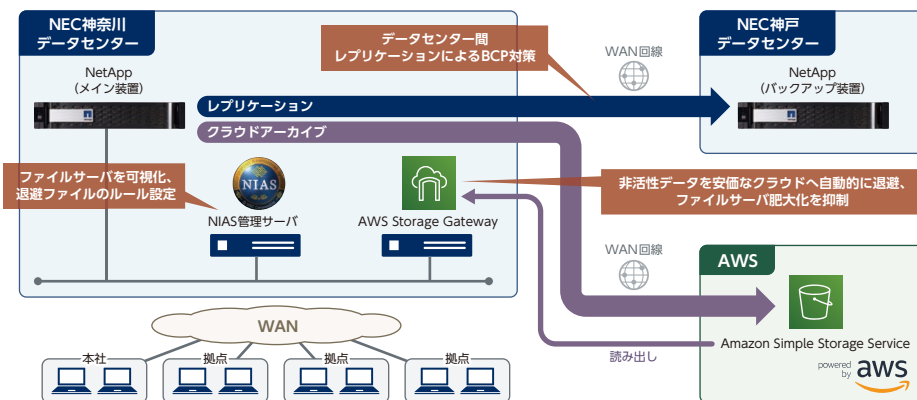 NEC神奈川
データセンター
データセンター間
レプリケーションによるBCP対策
WAN回線
NEC神戸
データセンター
NetApp
（メイン装置）
レプリケーション
クラウドアーカイブ
NetApp
（バックアップ装置）
ファイルサーバを可視化、
退避ファイルのルール設定
NIAS
NIAS管理サーバ
AWS Storage Gateway
非活性データを安価なクラウドへ自動的に退避、
ファイルサーバ肥大化を抑制
WAN回線
AWS
Amazon Simple Storage Service
読み出し
powered
by
aws
WAN
本社
拠点
拠点
拠点